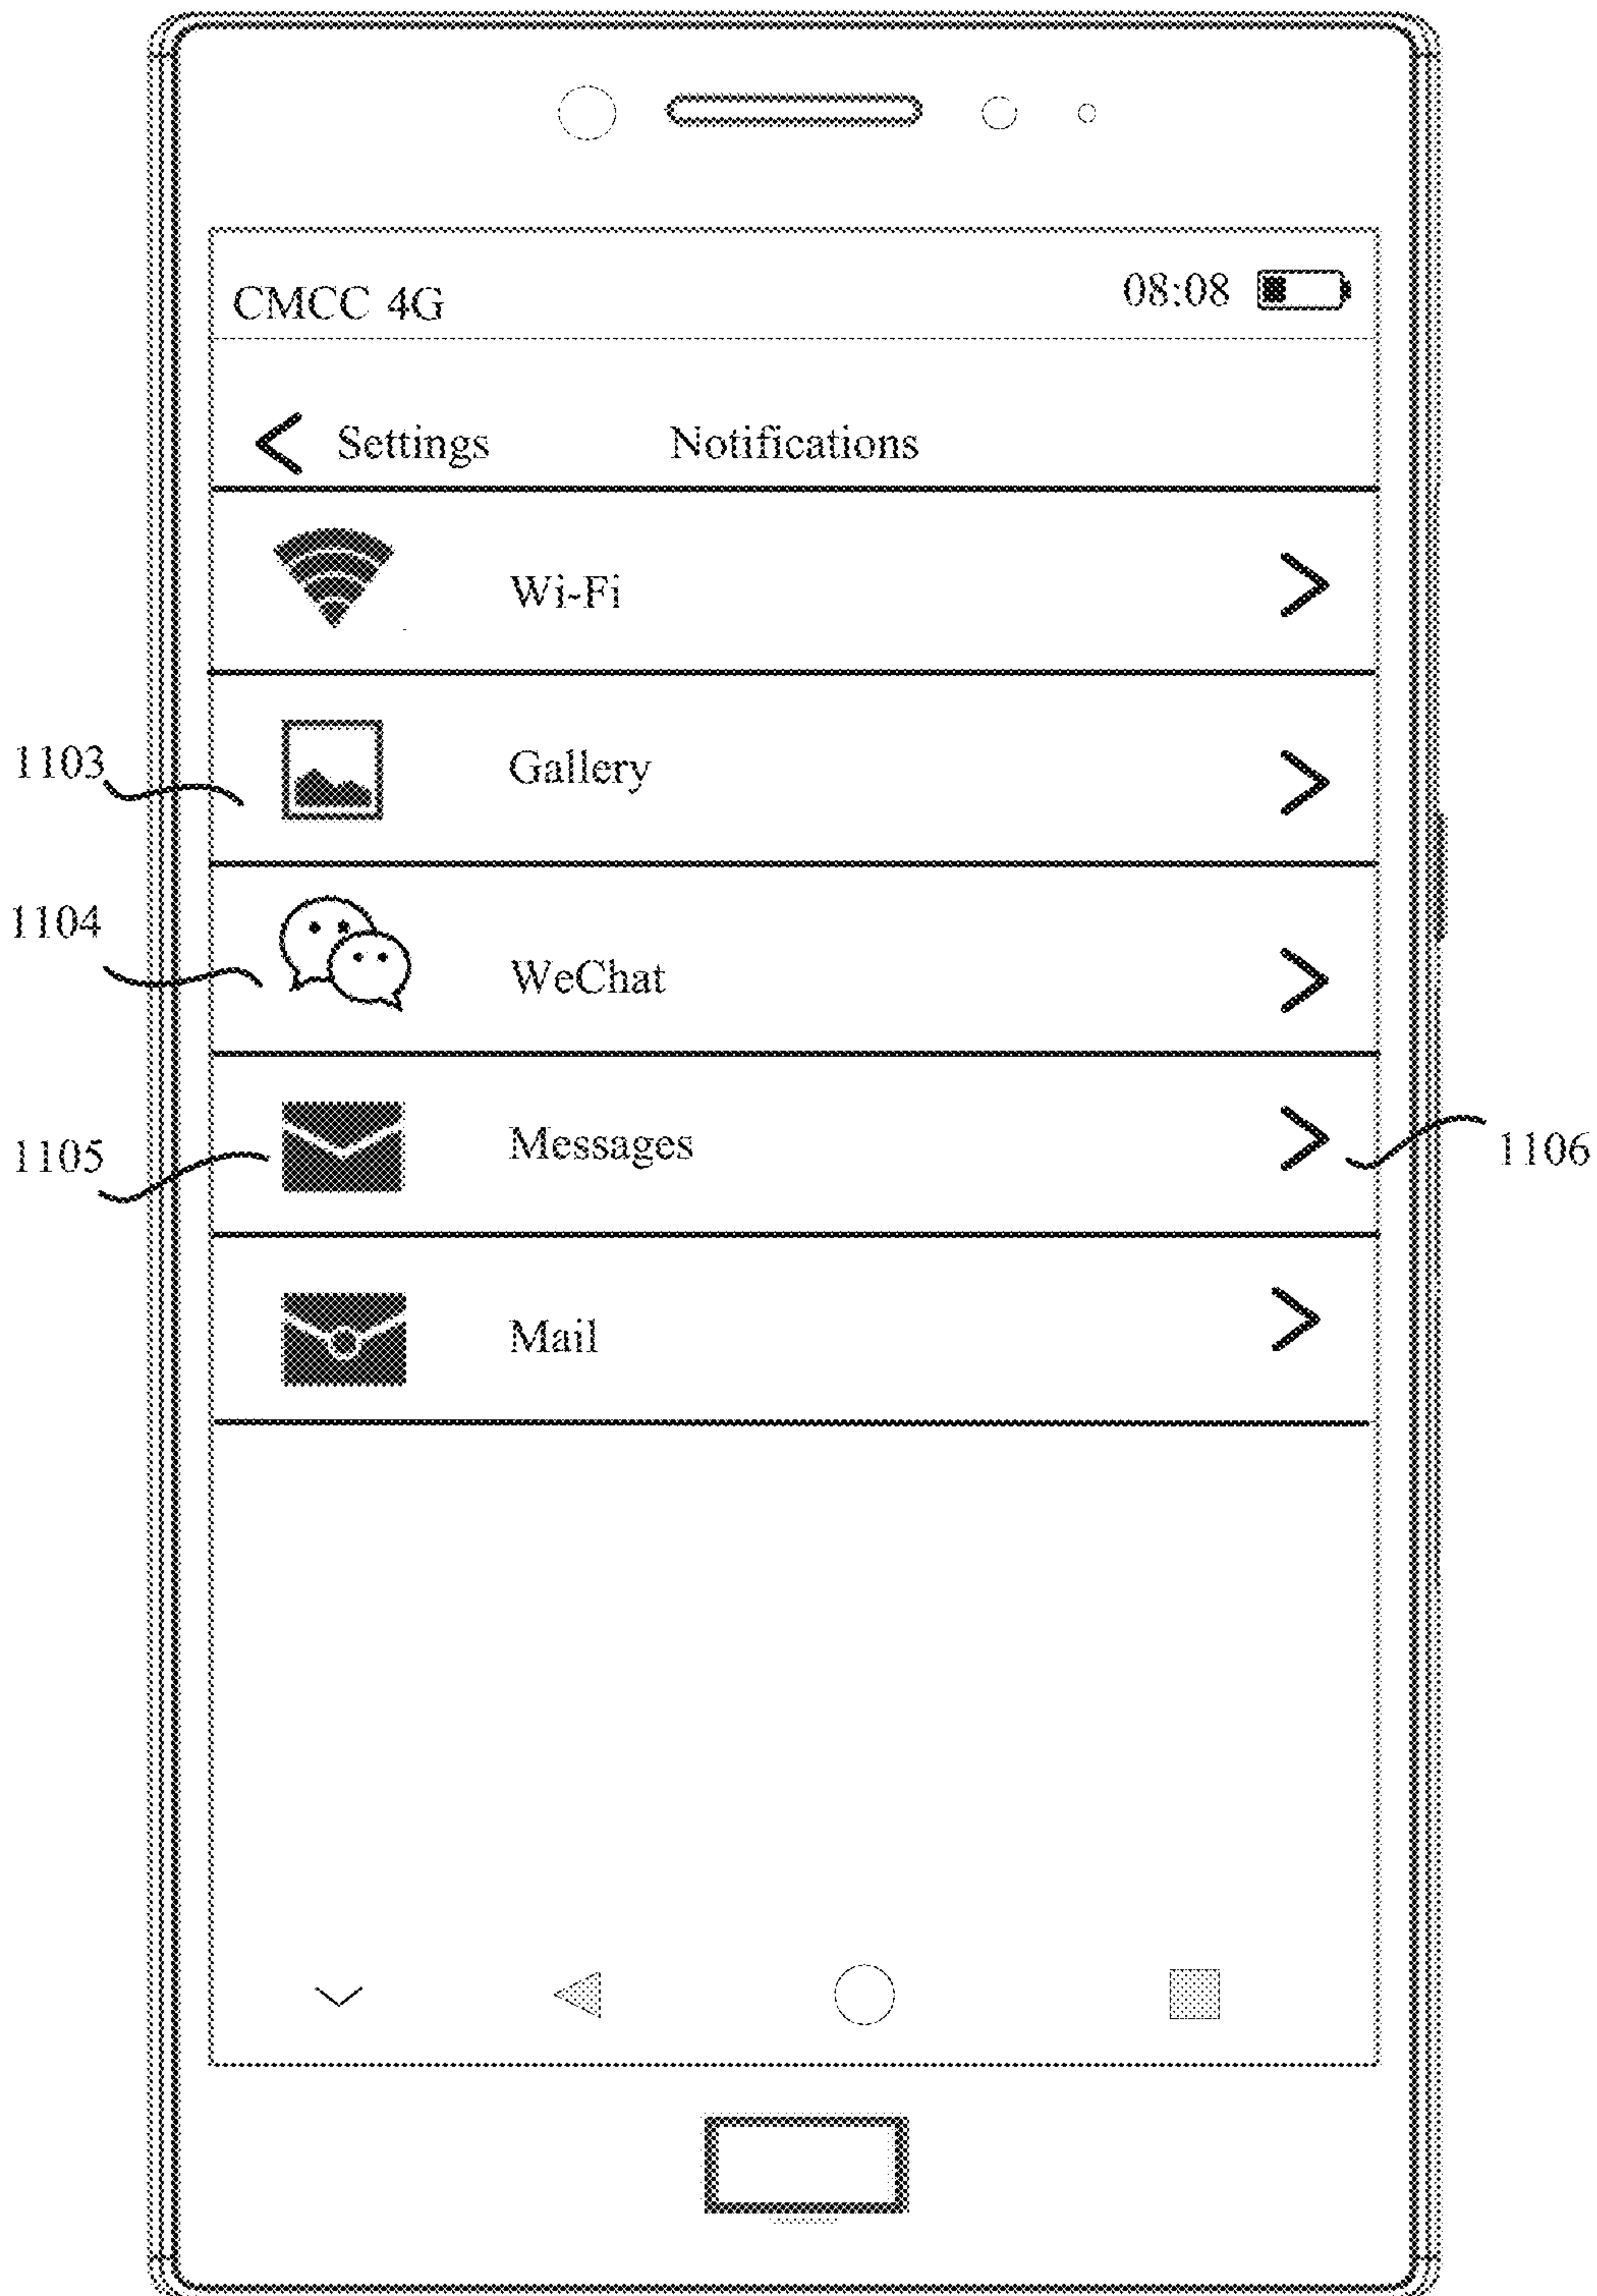 CMCC 4G 08:08
Settings Notifications
Wi-Fi
1103 Gallery
1104 WeChat
1105 Messages 1106
Mail